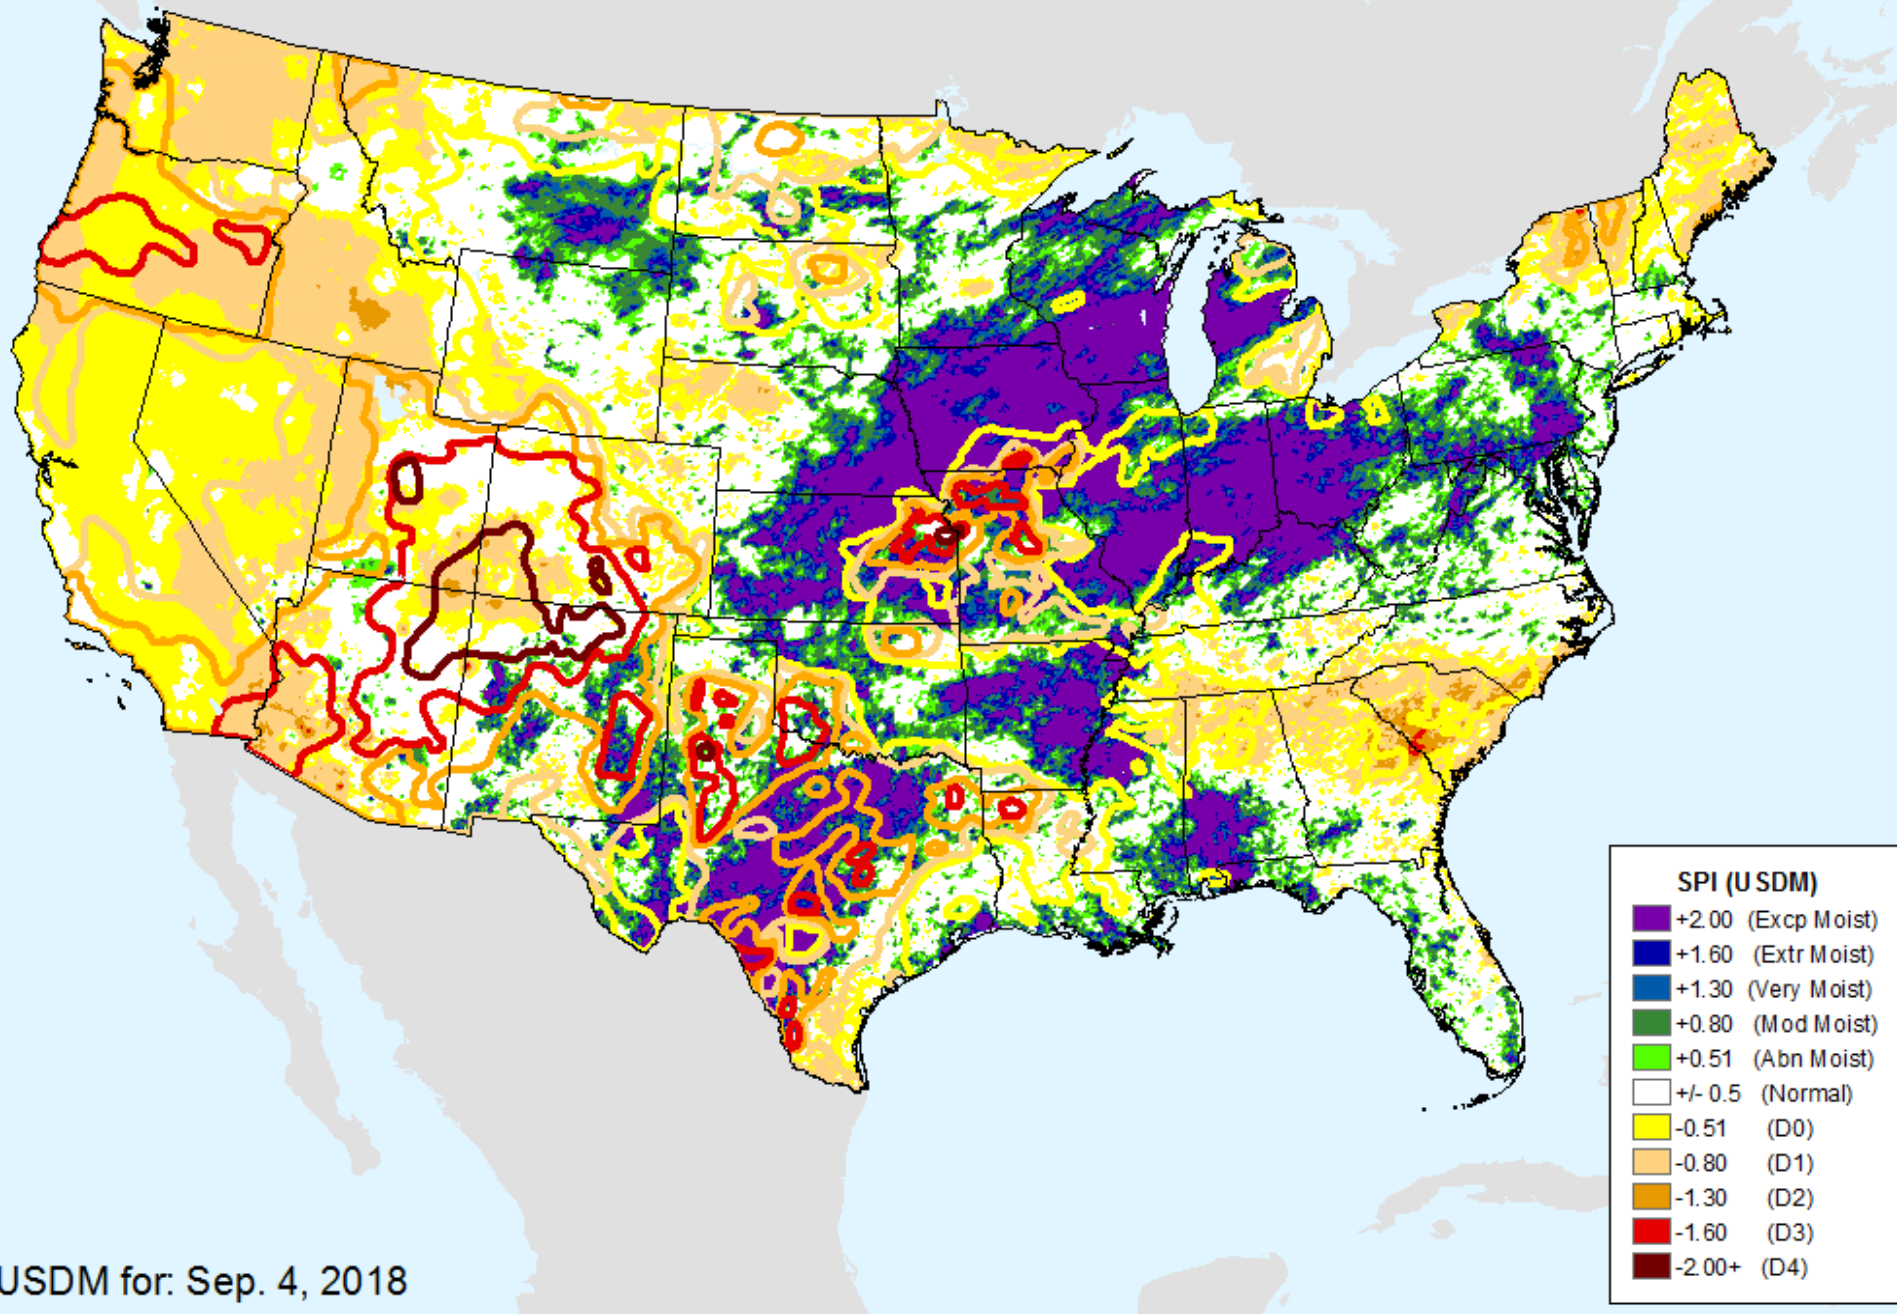 SPI (USDM)
+2.00 (Excp Moist)
+1.60 (Extr Moist)
+1.30 (Very Moist)
+0.80 (Mod Moist)
+0.51 (Abn Moist)
+/- 0.5 (Normal)
-0.51 (D0)
-0.80 (D1)
-1.30 (D2)
-1.60 (D3)
-2.00+ (D4)
USDM for: Sep. 4, 2018